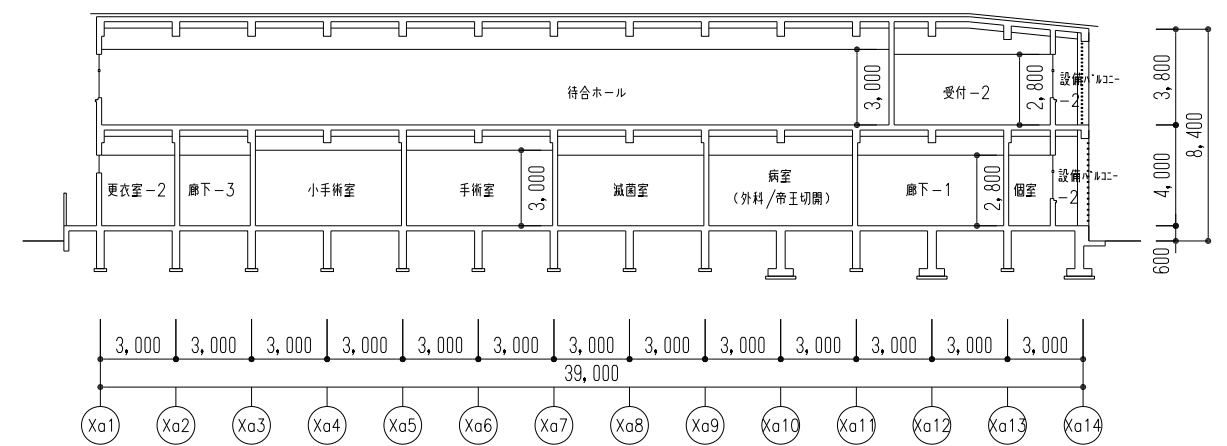 待合ホール
3,000
受付-2
2,800
設備バルコニー
-2
3,800
8,400
更衣室-2
廊下-3
小手術室
手術室
3,000
滅菌室
病室
(外科/帝王切開)
廊下-1
2,800
個室
設備バルコニー
-2
4,000
600
3,000 3,000 3,000 3,000 3,000 3,000 3,000 3,000 3,000 3,000 3,000 3,000 3,000
39,000
Xa1 Xa2 Xa3 Xa4 Xa5 Xa6 Xa7 Xa8 Xa9 Xa10 Xa11 Xa12 Xa13 Xa14